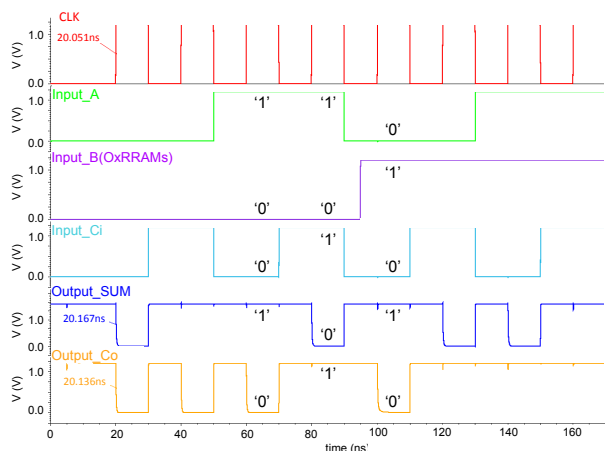 CLK
1.0
20.051ns
0.0
V (V)
Input_A
1.0
'1' '1'
'0'
0.0
V (V)
Input_B(OxRRAMs)
1.0
'1'
'0' '0'
0.0
V (V)
Input_Ci
1.0
'1'
'0' '0'
0.0
V (V)
Output_SUM
1.0
20.167ns
'1' '1'
'0'
0.0
V (V)
Output_Co
1.0
20.136ns
'1'
'0' '0'
0.0
V (V)
0 20 40 60 80 100 120 140 160
time (ns'